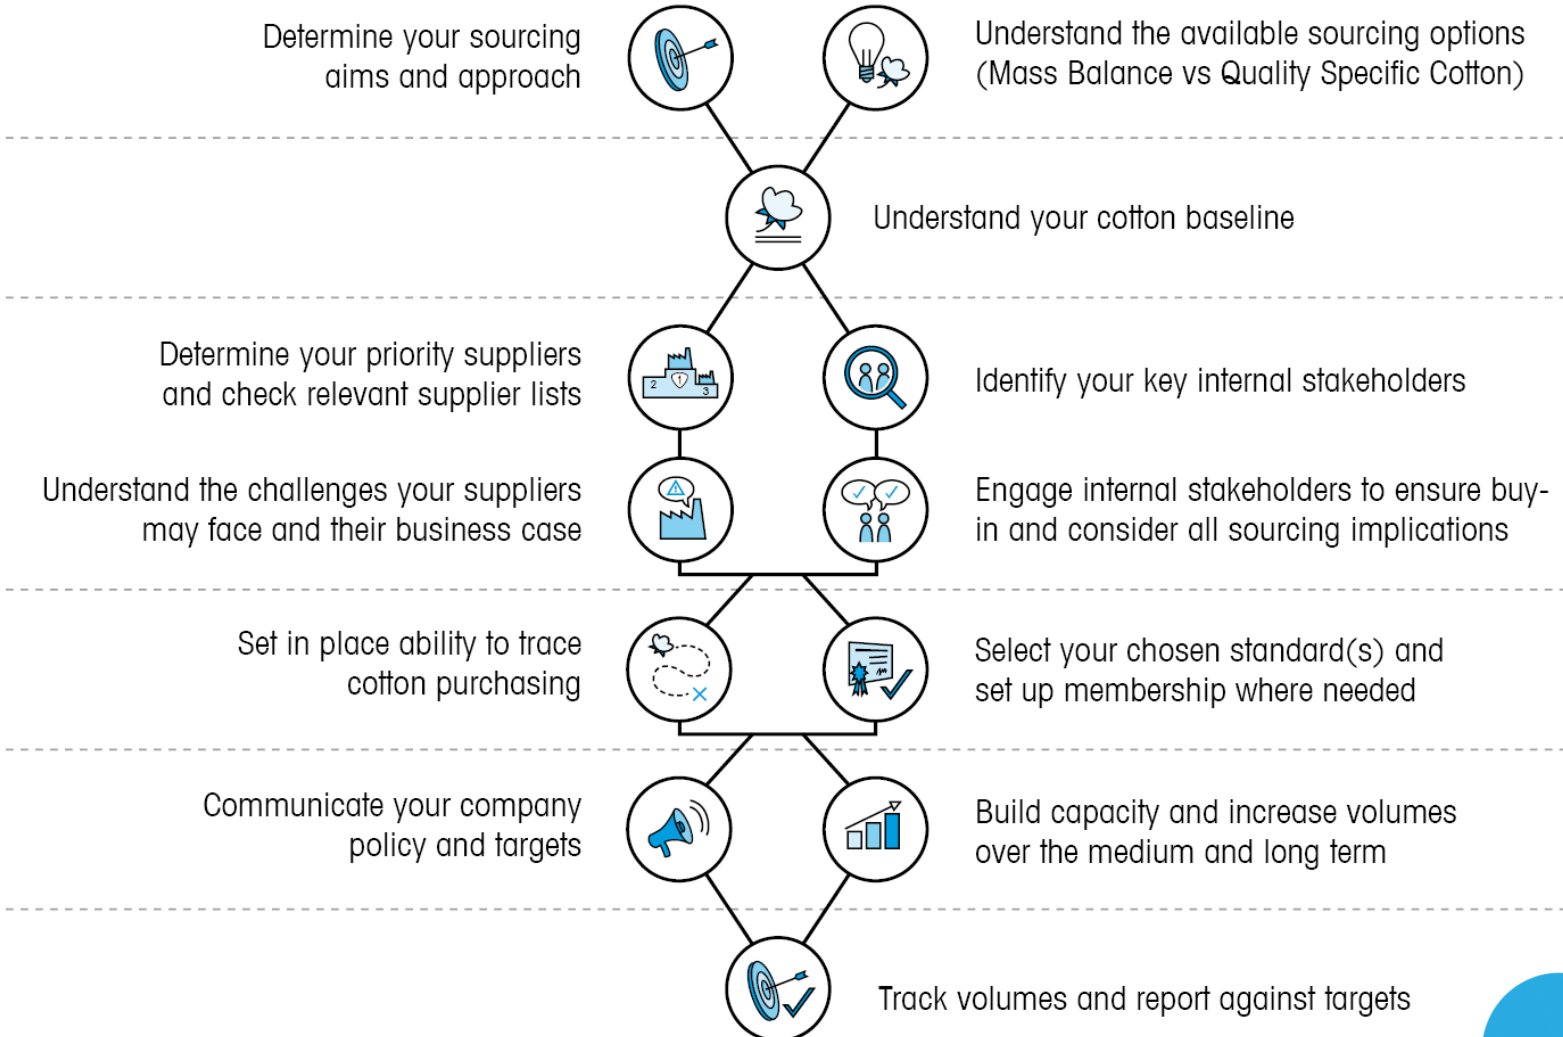 Determine your sourcing
aims and approach
Understand the available sourcing options
(Mass Balance vs Quality Specific Cotton)
Understand your cotton baseline
Determine your priority suppliers
and check relevant supplier lists
2
1
3
Identify your key internal stakeholders
Understand the challenges your suppliers
may face and their business case
Engage internal stakeholders to ensure buy-
in and consider all sourcing implications
Set in place ability to trace
cotton purchasing
Select your chosen standard(s) and
set up membership where needed
Communicate your company
policy and targets
Build capacity and increase volumes
over the medium and long term
Track volumes and report against targets